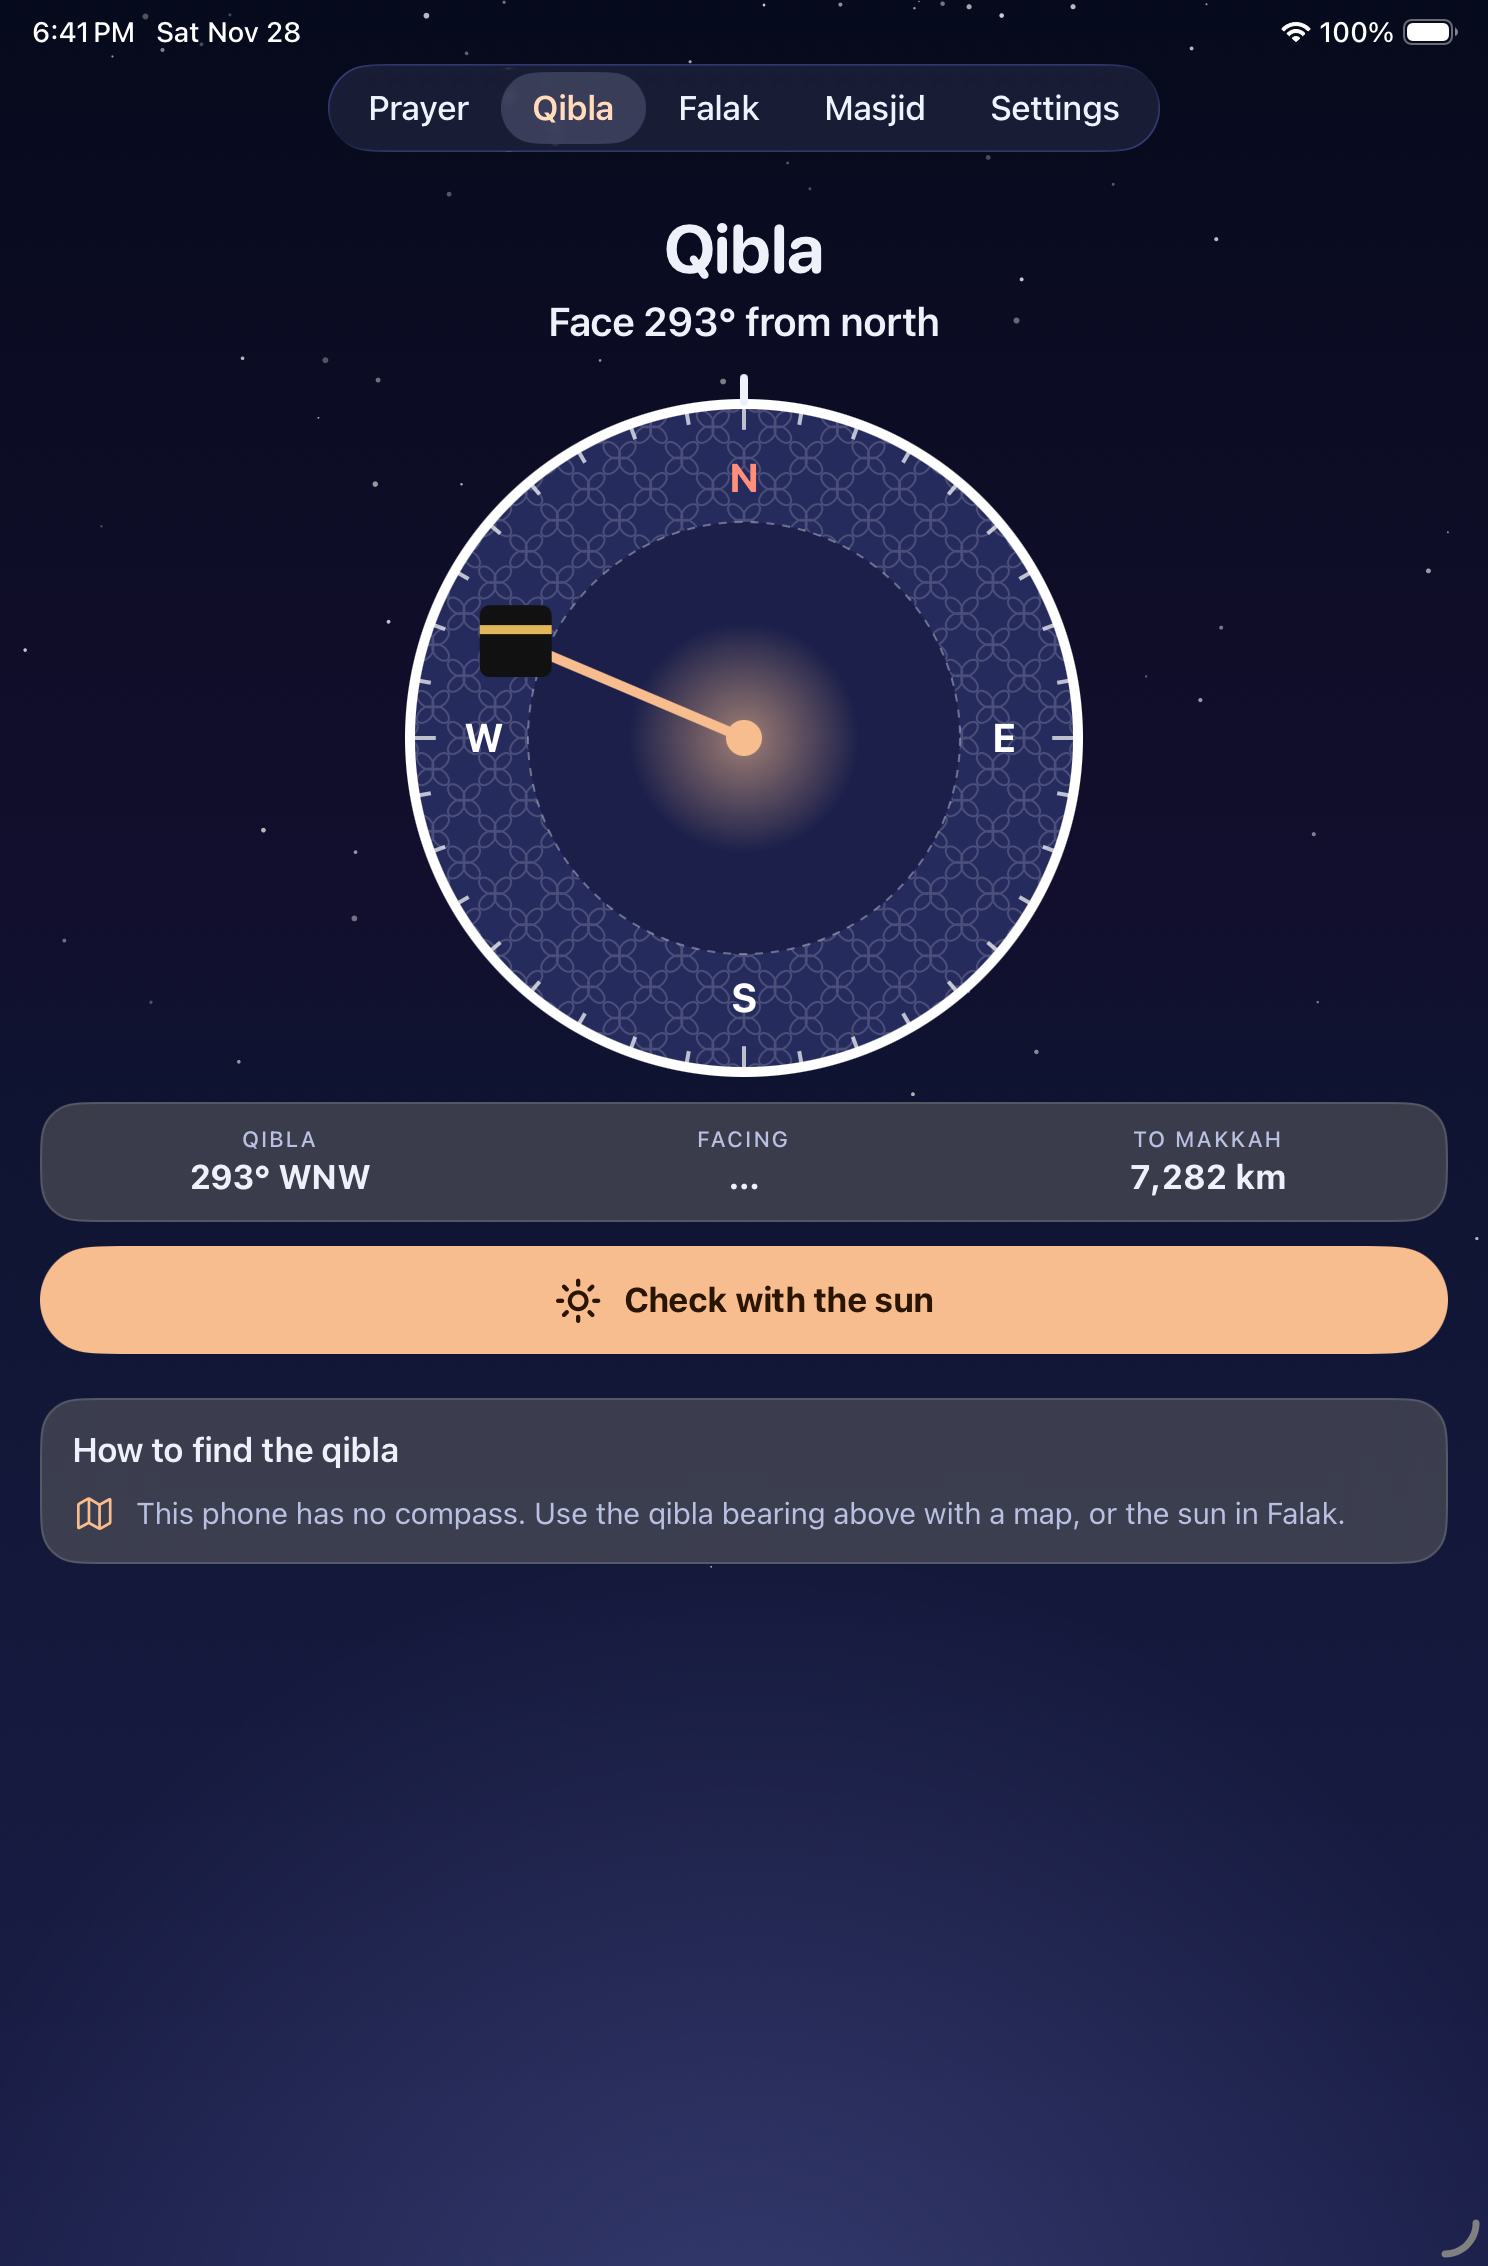 6:41 PM Sat Nov 28 100%
Prayer Qibla Falak Masjid Settings
Qibla
Face 293° from north
N
W E
S
QIBLA FACING TO MAKKAH
293° WNW ... 7,282 km
Check with the sun
How to find the qibla
This phone has no compass. Use the qibla bearing above with a map, or the sun in Falak.